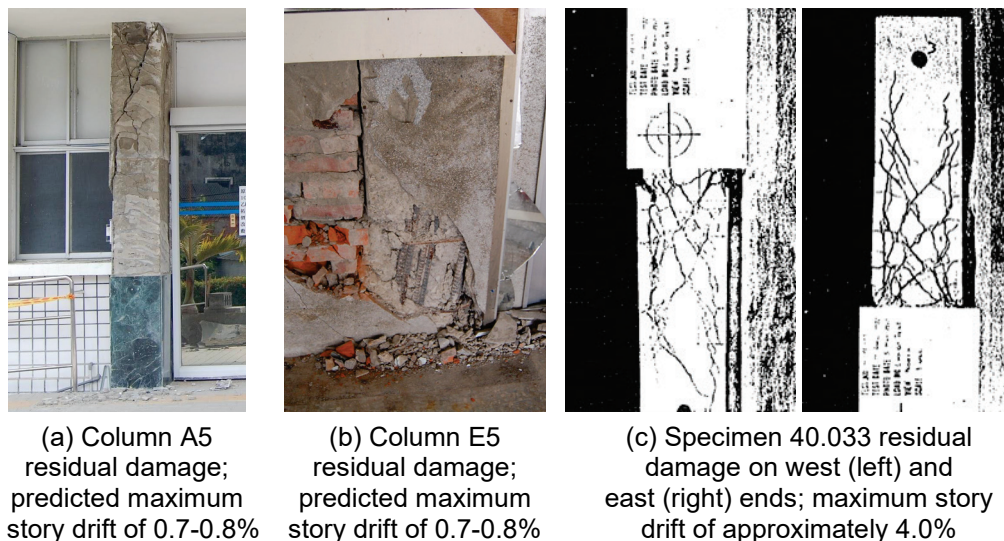 (a) Column A5
residual damage;
predicted maximum
story drift of 0.7-0.8%
(b) Column E5
residual damage;
predicted maximum
story drift of 0.7-0.8%
(c) Specimen 40.033 residual
damage on west (left) and
east (right) ends; maximum story
drift of approximately 4.0%